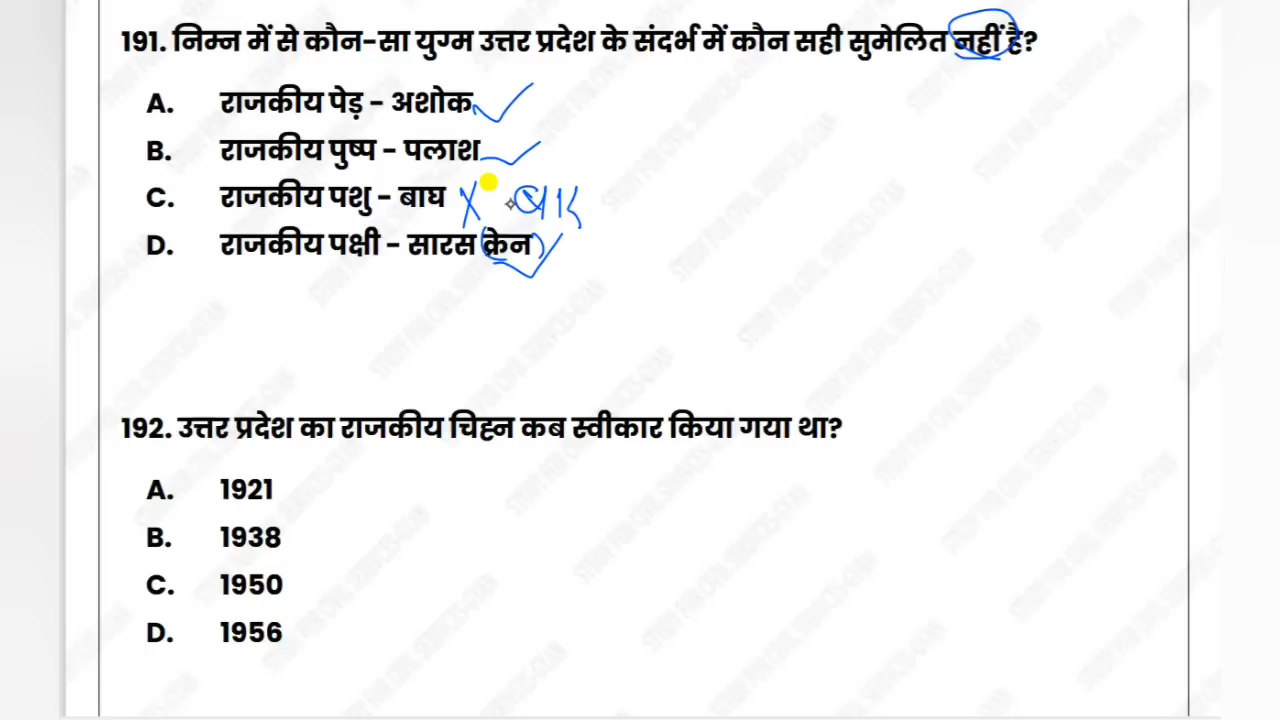 191. निम्न में से कौन-सा युग्म उत्तर प्रदेश के संदर्भ में कौन सही सुमेलित नहीं है?
A. राजकीय पेड़ - अशोक
B. राजकीय पुष्प - पलाश
C. राजकीय पशु - बाघ X
D. राजकीय पक्षी - सारस (क्रेन)
192. उत्तर प्रदेश का राजकीय चिह्न कब स्वीकार किया गया था?
A. 1921
B. 1938
C. 1950
D. 1956